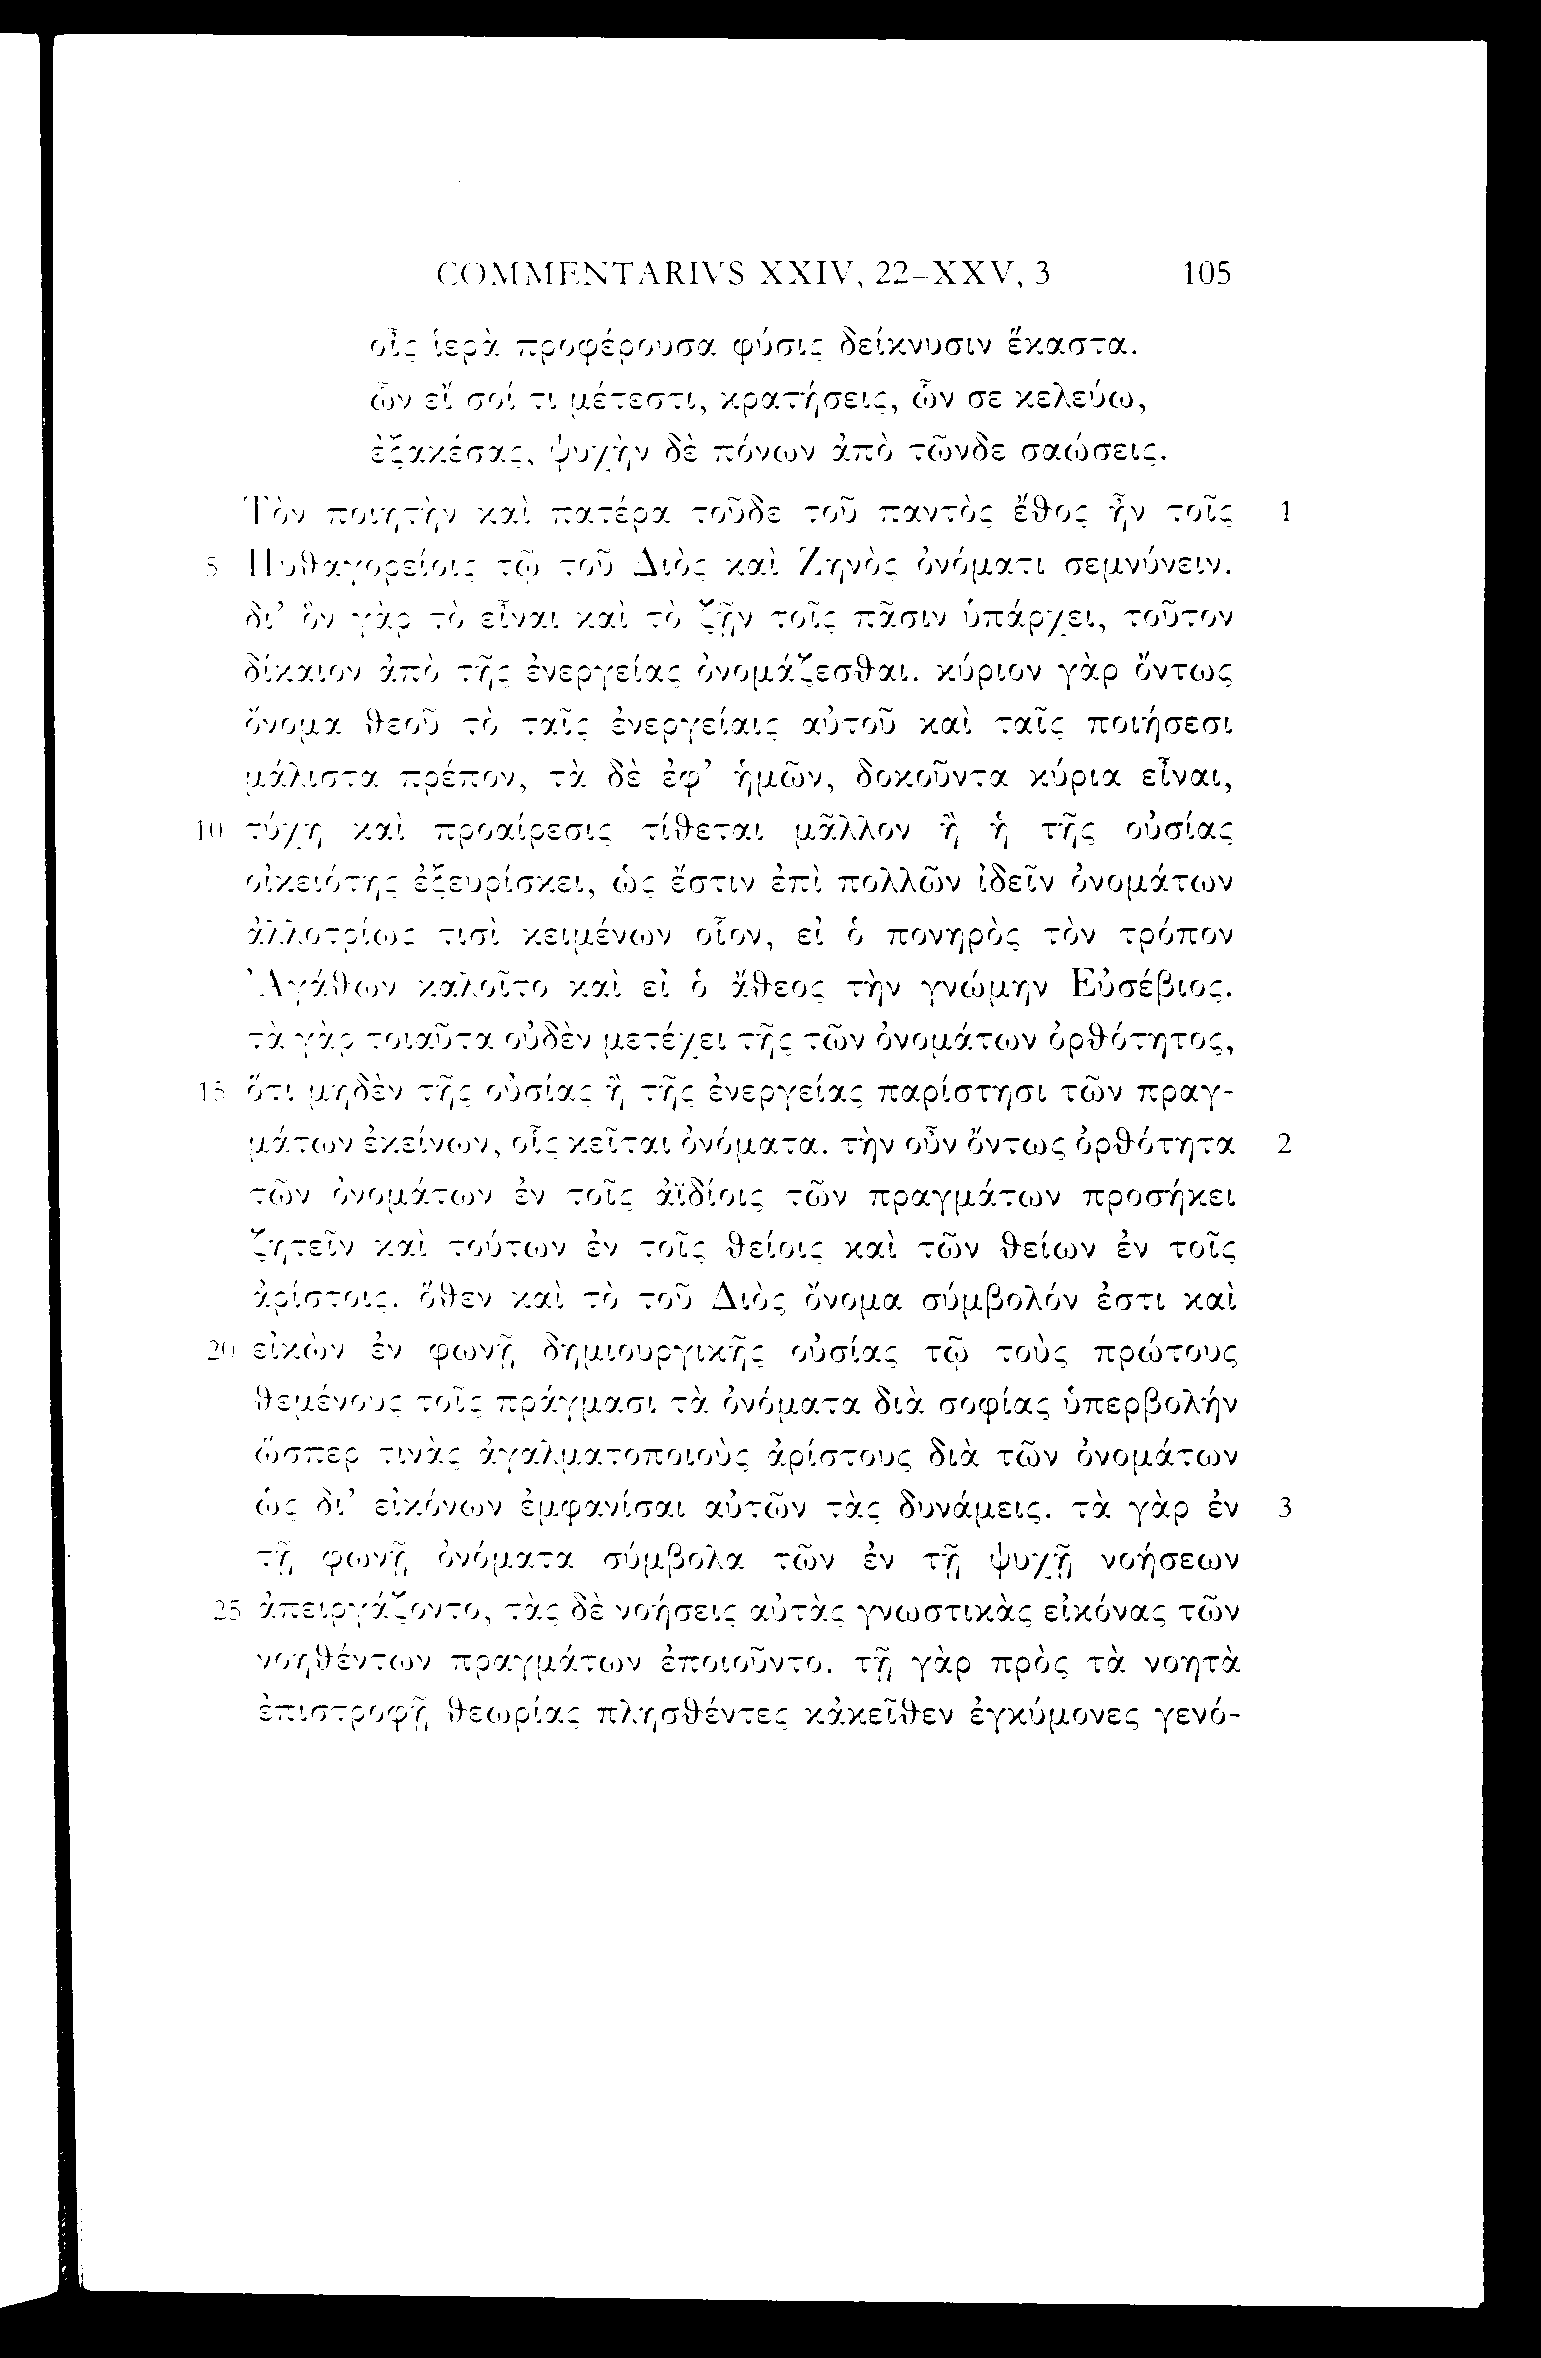 COMMENTARIVS XXIV, 22–XXV, 3 105
οἷς ἱερὰ προφέρουσα φύσις δείκνυσιν ἕκαστα.
ὧν εἴ σοί τι μέτεστι, κρατήσεις, ὧν σε κελεύω,
ἐξακέσας, ψυχὴν δὲ πόνων ἀπὸ τῶνδε σαώσεις.
Τὸν ποιητὴν καὶ πατέρα τοῦδε τοῦ παντὸς ἔθος ἦν τοῖς 1
5 Πυθαγορείοις τῷ τοῦ Διὸς καὶ Ζηνὸς ὀνόματι σεμνύνειν.
δι’ ὃν γὰρ τὸ εἶναι καὶ τὸ ζῆν τοῖς πᾶσιν ὑπάρχει, τοῦτον
δίκαιον ἀπὸ τῆς ἐνεργείας ὀνομάζεσθαι. κύριον γὰρ ὄντως
ὄνομα θεοῦ τὸ ταῖς ἐνεργείαις αὐτοῦ καὶ ταῖς ποιήσεσι
μάλιστα πρέπον, τὰ δὲ ἐφ’ ἡμῶν, δοκοῦντα κύρια εἶναι,
10 τύχη καὶ προαίρεσις τίθεται μᾶλλον ἢ ἡ τῆς οὐσίας
οἰκειότης ἐξευρίσκει, ὡς ἔστιν ἐπὶ πολλῶν ἰδεῖν ὀνομάτων
ἀλλοτρίως τισὶ κειμένων οἷον, εἰ ὁ πονηρὸς τὸν τρόπον
Ἀγάθων καλοῖτο καὶ εἰ ὁ ἄθεος τὴν γνώμην Εὐσέβιος.
τὰ γὰρ τοιαῦτα οὐδὲν μετέχει τῆς τῶν ὀνομάτων ὀρθότητος,
15 ὅτι μηδὲν τῆς οὐσίας ἢ τῆς ἐνεργείας παρίστησι τῶν πραγ-
μάτων ἐκείνων, οἷς κεῖται ὀνόματα. τὴν οὖν ὄντως ὀρθότητα 2
τῶν ὀνομάτων ἐν τοῖς ἀϊδίοις τῶν πραγμάτων προσήκει
ζητεῖν καὶ τούτων ἐν τοῖς θείοις καὶ τῶν θείων ἐν τοῖς
ἀρίστοις. ὅθεν καὶ τὸ τοῦ Διὸς ὄνομα σύμβολόν ἐστι καὶ
20 εἰκὼν ἐν φωνῇ δημιουργικῆς οὐσίας τῷ τοὺς πρώτους
θεμένους τοῖς πράγμασι τὰ ὀνόματα διὰ σοφίας ὑπερβολήν
ὥσπερ τινὰς ἀγαλματοποιοὺς ἀρίστους διὰ τῶν ὀνομάτων
ὡς δι’ εἰκόνων ἐμφανίσαι αὐτῶν τὰς δυνάμεις. τὰ γὰρ ἐν 3
τῇ φωνῇ ὀνόματα σύμβολα τῶν ἐν τῇ ψυχῇ νοήσεων
25 ἀπειργάζοντο, τὰς δὲ νοήσεις αὐτὰς γνωστικὰς εἰκόνας τῶν
νοηθέντων πραγμάτων ἐποιοῦντο. τῇ γὰρ πρὸς τὰ νοητὰ
ἐπιστροφῇ θεωρίας πλησθέντες κἀκεῖθεν ἐγκύμονες γενό-